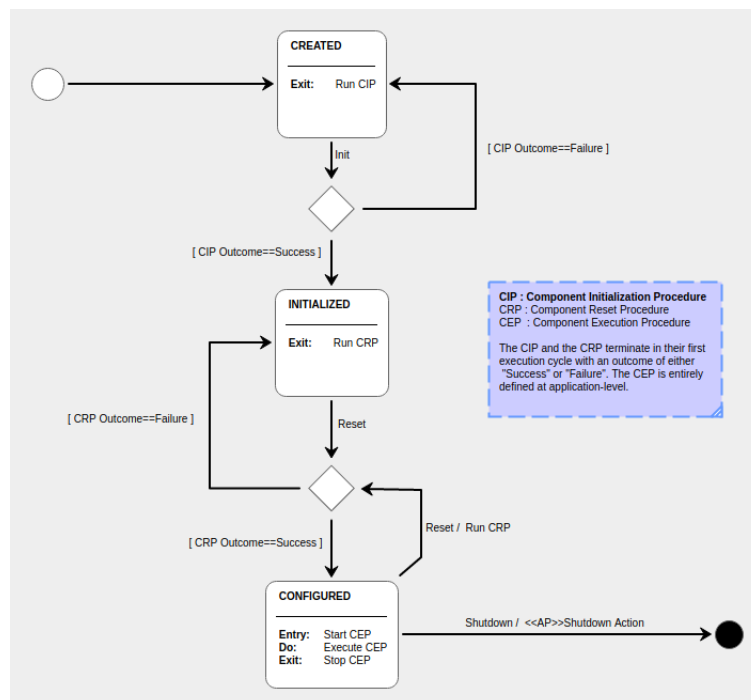 CREATED
Exit: Run CIP
[ CIP Outcome==Failure ]
Init
[ CIP Outcome==Success ]
INITIALIZED
Exit: Run CRP
CIP : Component Initialization Procedure
CRP : Component Reset Procedure
CEP : Component Execution Procedure
The CIP and the CRP terminate in their first
execution cycle with an outcome of either
"Success" or "Failure". The CEP is entirely
defined at application-level.
[ CRP Outcome==Failure ]
Reset
Reset / Run CRP
[ CRP Outcome==Success ]
CONFIGURED
Entry: Start CEP
Do: Execute CEP
Exit: Stop CEP
Shutdown / <<AP>>Shutdown Action